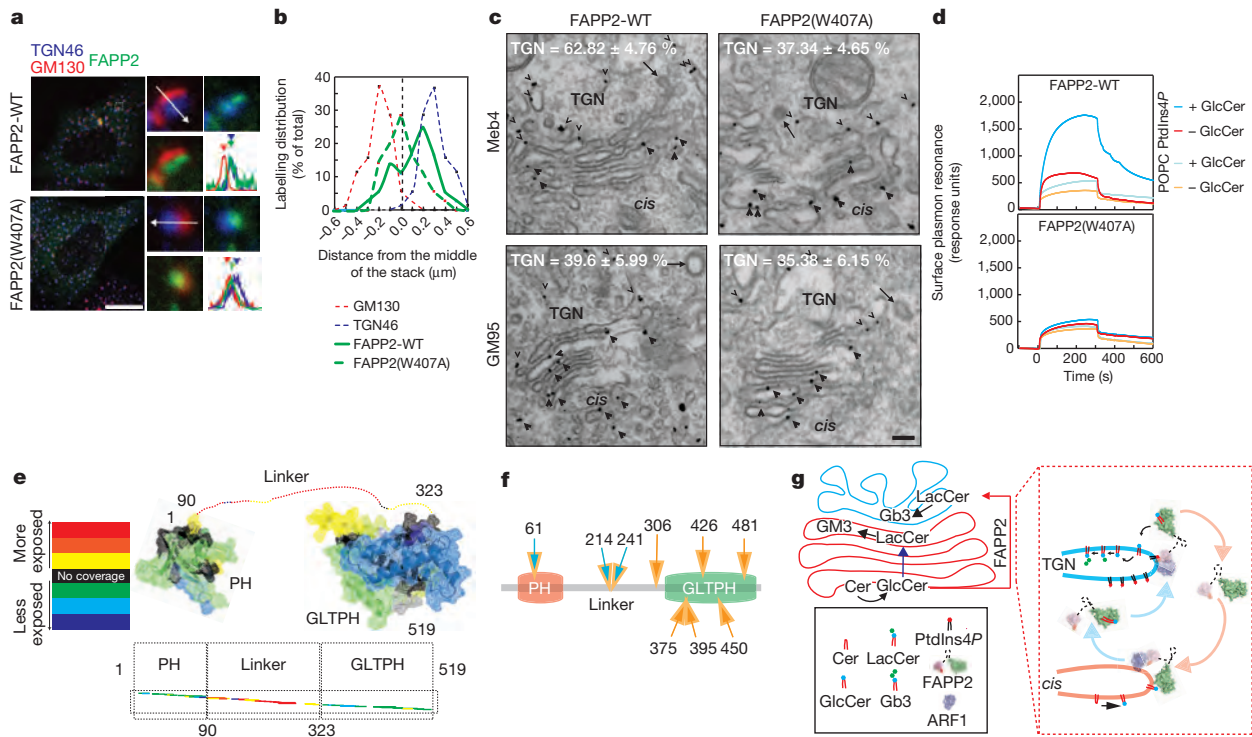 a
TGN46
GM130 FAPP2
FAPP2-WT
FAPP2(W407A)
b
Labelling distribution
(% of total)
40
30
20
10
0
−0.6
−0.4
−0.2
0.0
0.2
0.4
0.6
Distance from the middle
of the stack (μm)
GM130
TGN46
FAPP2-WT
FAPP2(W407A)
c
FAPP2-WT
FAPP2(W407A)
Meb4
TGN = 62.82 ± 4.76 %
TGN
cis
TGN = 37.34 ± 4.65 %
TGN
cis
GM95
TGN = 39.6 ± 5.99 %
TGN
cis
TGN = 35.38 ± 6.15 %
TGN
cis
d
Surface plasmon resonance
(response units)
FAPP2-WT
2,000
1,500
1,000
500
0
FAPP2(W407A)
2,000
1,500
1,000
500
0
0
200
400
600
Time (s)
PtdIns4P
+ GlcCer
− GlcCer
POPC
+ GlcCer
− GlcCer
e
More
exposed
No coverage
Less
exposed
Linker
90
1
323
PH
GLTPH
519
1
PH
Linker
GLTPH
519
90
323
f
61
214
241
306
426
481
PH
GLTPH
Linker
375
395
450
g
LacCer
Gb3
GM3
LacCer
Cer
GlcCer
FAPP2
PtdIns4P
Cer
LacCer
FAPP2
GlcCer
Gb3
ARF1
TGN
cis